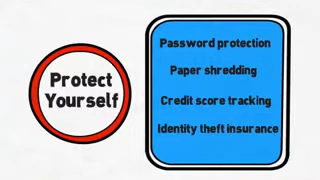 Protect
Yourself
Password protection
Paper shredding
Credit score tracking
Identity theft insurance